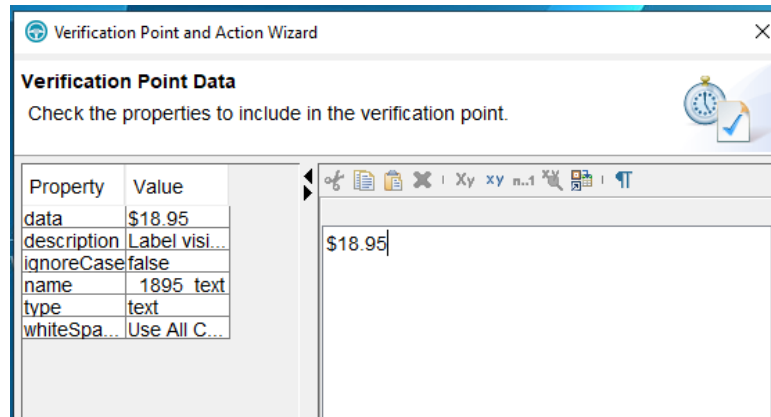 Verification Point and Action Wizard
Verification Point Data
Check the properties to include in the verification point.
Property Value
data $18.95
description Label visi...
ignoreCase false
name _1895_text
type text
whiteSpa... Use All C...
Xy xy n..1
$18.95